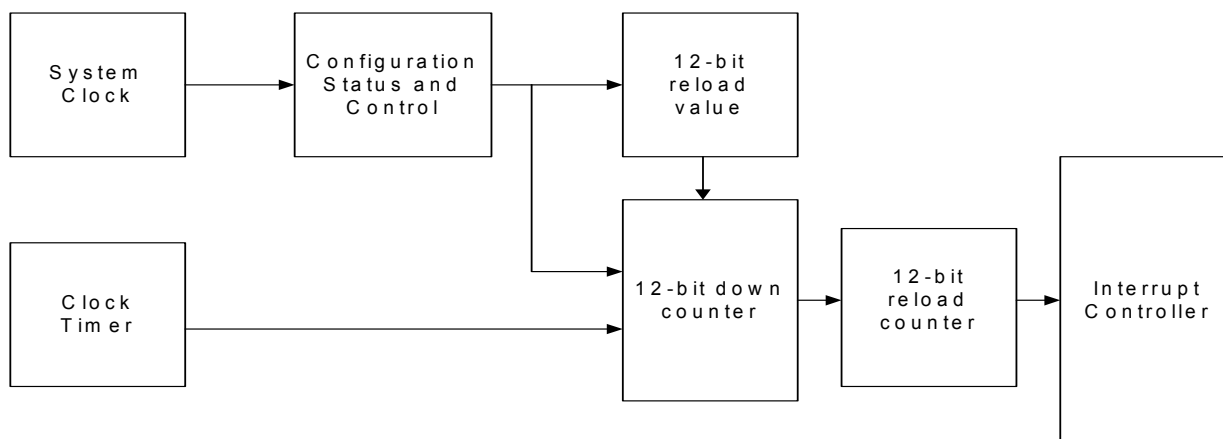 System
Clock
Configuration
Status and
Control
12-bit
reload
value
Clock
Timer
12-bit down
counter
12-bit
reload
counter
Interrupt
Controller